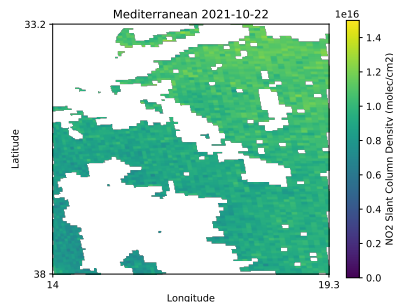 Mediterranean 2021-10-22
1e16
33.2
38
14
19.3
Latitude
Longitude
1.4
1.2
1.0
0.8
0.6
0.4
0.2
0.0
NO2 Slant Column Density (molec/cm2)